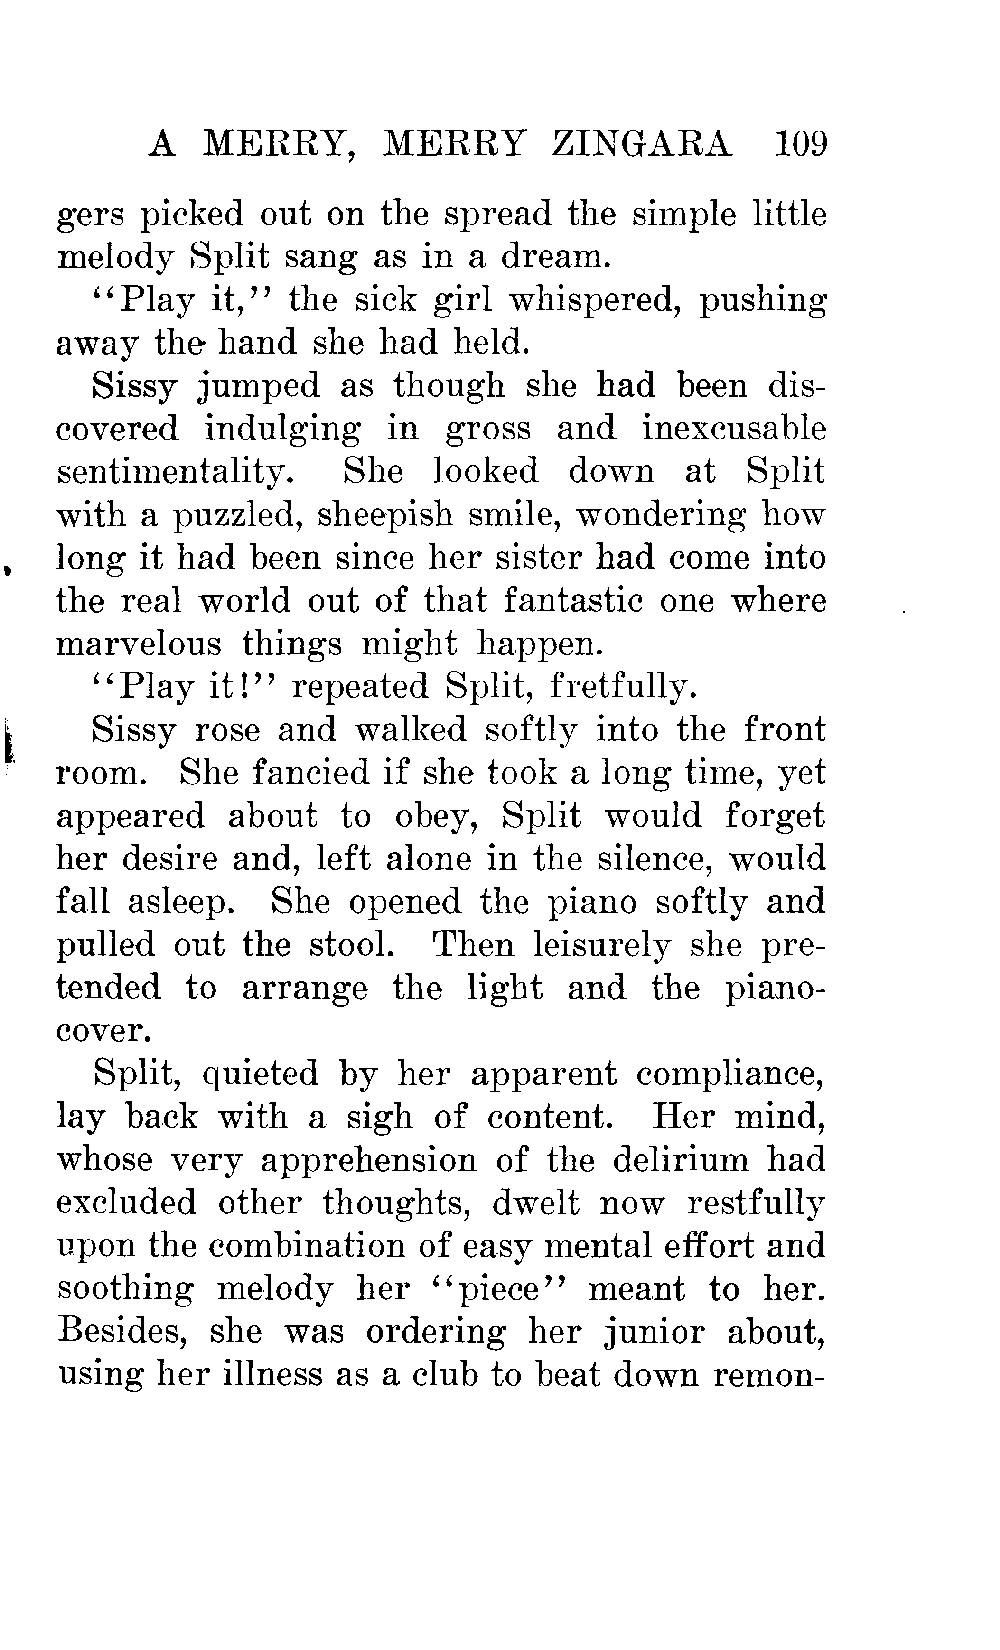 A MERRY, MERRY ZINGARA 109
gers picked out on the spread the simple little
melody Split sang as in a dream.
“Play it,” the sick girl whispered, pushing
away the hand she had held.
Sissy jumped as though she had been dis-
covered indulging in gross and inexcusable
sentimentality. She looked down at Split
with a puzzled, sheepish smile, wondering how
long it had been since her sister had come into
the real world out of that fantastic one where
marvelous things might happen.
“Play it!” repeated Split, fretfully.
Sissy rose and walked softly into the front
room. She fancied if she took a long time, yet
appeared about to obey, Split would forget
her desire and, left alone in the silence, would
fall asleep. She opened the piano softly and
pulled out the stool. Then leisurely she pre-
tended to arrange the light and the piano-
cover.
Split, quieted by her apparent compliance,
lay back with a sigh of content. Her mind,
whose very apprehension of the delirium had
excluded other thoughts, dwelt now restfully
upon the combination of easy mental effort and
soothing melody her “piece” meant to her.
Besides, she was ordering her junior about,
using her illness as a club to beat down remon-